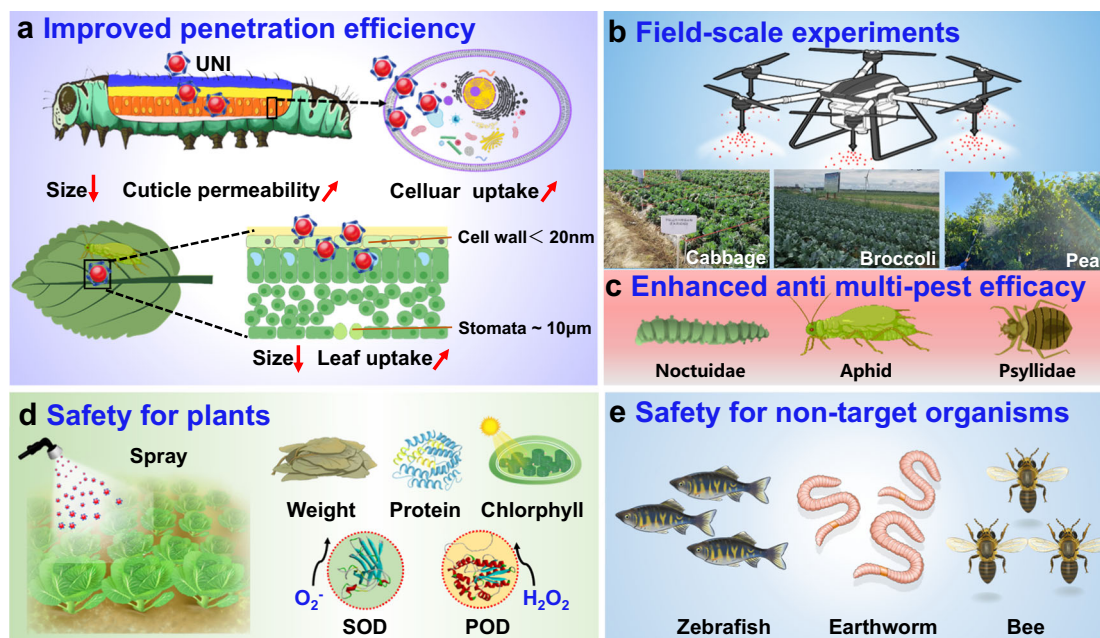 a Improved penetration efficiency
UNI
Size Cuticle permeability Celluar uptake
Cell wall< 20nm
Stomata ~ 10μm
Size Leaf uptake
b Field-scale experiments
Cabbage
Broccoli
Pea
c Enhanced anti multi-pest efficacy
Noctuidae Aphid Psyllidae
d Safety for plants
Spray
Weight Protein Chlorophyll
O₂⁻
H₂O₂
SOD POD
e Safety for non-target organisms
Zebrafish Earthworm Bee